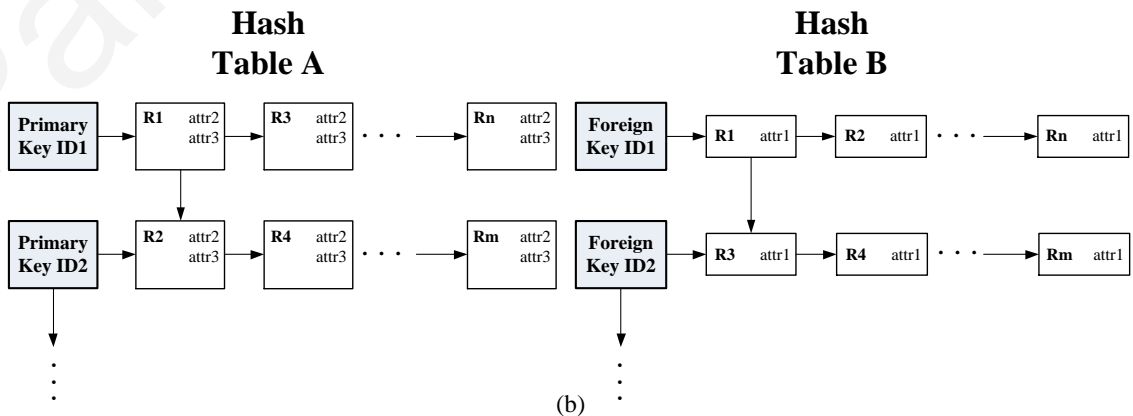 Hash
Table A
Hash
Table B
Primary
Key ID1
R1 attr2
attr3
R3 attr2
attr3
. . .
Rn attr2
attr3
Foreign
Key ID1
R1 attr1
R2 attr1
. . .
Rn attr1
Primary
Key ID2
R2 attr2
attr3
R4 attr2
attr3
. . .
Rm attr2
attr3
Foreign
Key ID2
R3 attr1
R4 attr1
. . .
Rm attr1
(b)